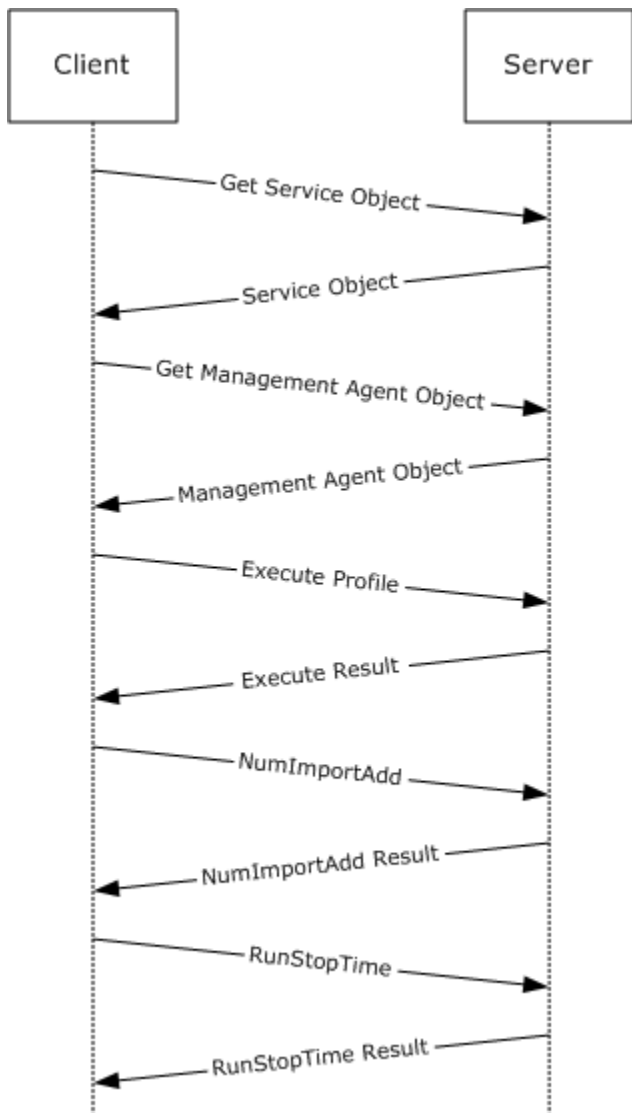 Client
Server
Get Service Object
Service Object
Get Management Agent Object
Management Agent Object
Execute Profile
Execute Result
NumImportAdd
NumImportAdd Result
RunStopTime
RunStopTime Result